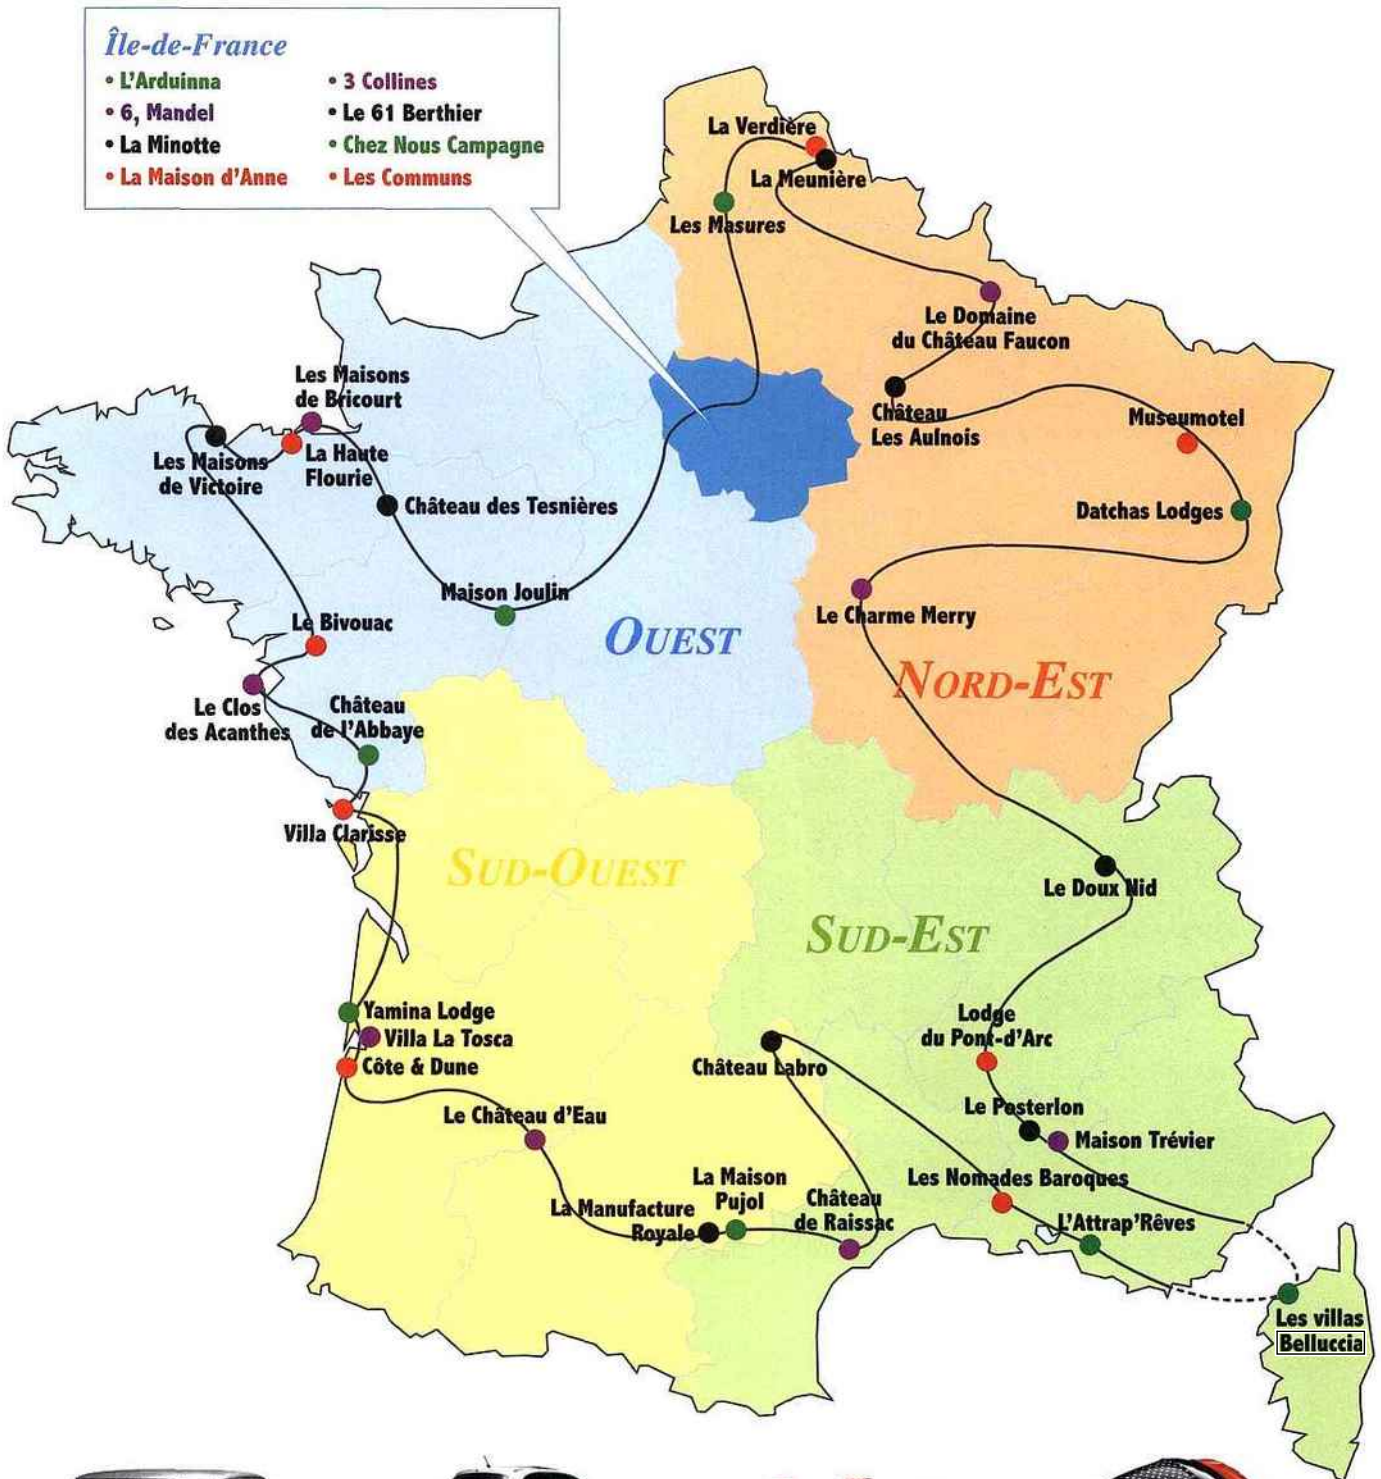 Île-de-France
• L'Arduinna
• 6, Mandel
• La Minotte
• La Maison d'Anne
• 3 Collines
• Le 61 Berthier
• Chez Nous Campagne
• Les Communs
La Verdière
La Meunière
Les Masures
Le Domaine
du Château Faucon
Château
Les Aulnois
Museumotel
Datchas Lodges
Le Charme Merry
NORD-EST
Les Maisons
de Bricourt
La Haute
Flourie
Les Maisons
de Victoire
Château des Tesnières
Maison Joulin
OUEST
Le Bivouac
Le Clos
des Acanthes
Château
de l'Abbaye
Villa Clarisse
SUD-OUEST
Yamina Lodge
Villa La Tosca
Côte & Dune
Le Château d'Eau
La Manufacture
Royale
La Maison
Pujol
Château
de Raissac
Château Labro
SUD-EST
Le Doux Nid
Lodge
du Pont-d'Arc
Le Posterlon
Maison Trévier
Les Nomades Baroques
L'Attrap'Rêves
Les villas
Belluccia